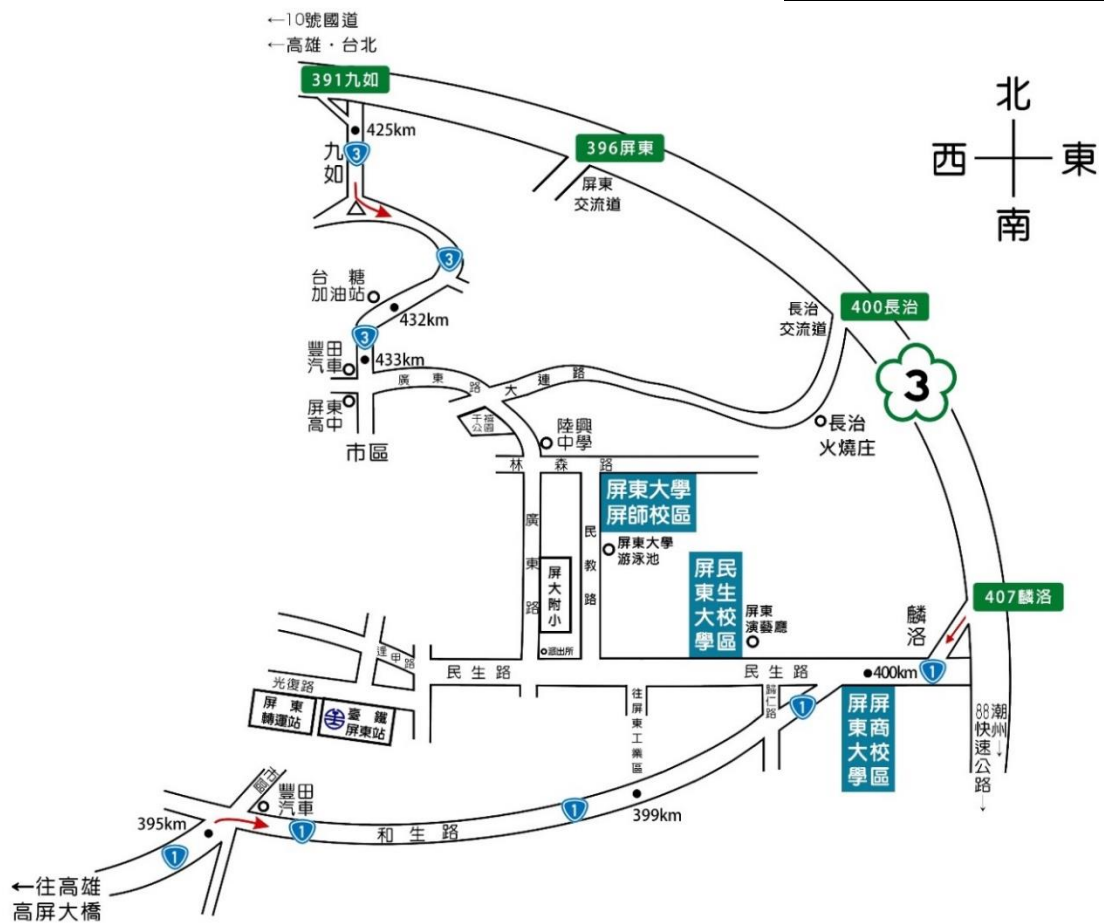 ←10號國道
←高雄・台北
391九如
425km
九如
3
396屏東
屏東
交流道
北
西
東
南
3
台糖
加油站
432km
3
433km
豐田
汽車
屏東
高中
市區
廣東路
大連路
長治
交流道
400長治
3
長治
火燒庄
千禧
公園
陸興
中學
林森路
屏東大學
屏師校區
廣東路
民教路
屏東大學
游泳池
屏大附小
派出所
屏東大學
民生校區
屏東
演藝廳
407麟洛
麟洛
1
400km
民生路
民生路
逢甲路
光復路
屏東
轉運站
臺鐵
屏東站
往屏東工業區
歸仁路
1
屏東大學
屏商校區
潮州↓
88快速公路↓
市區
豐田
汽車
395km
1
1
和生路
1
399km
←往高雄
高屏大橋